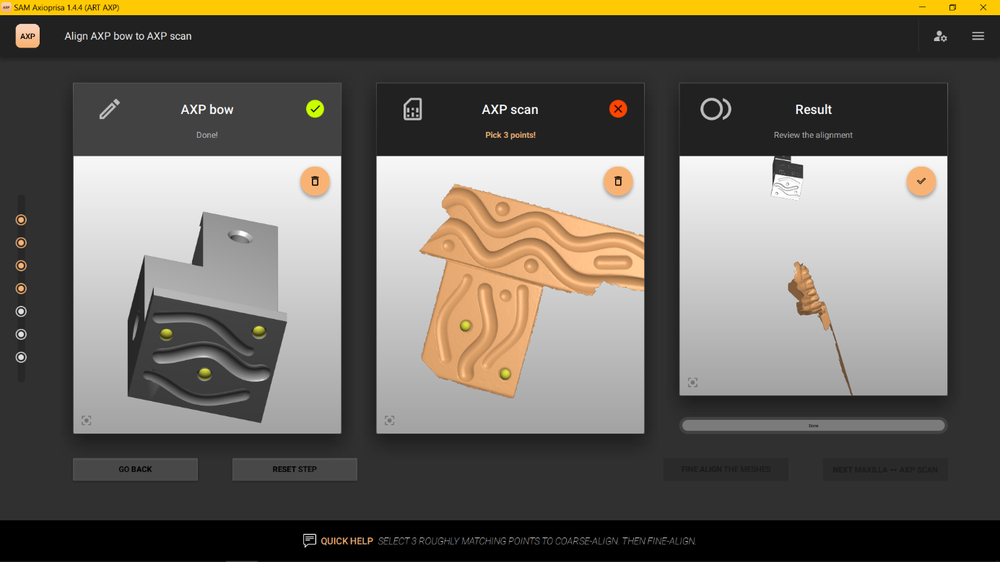 AXP SAM Axioprisa 1.4.4 (ART AXP)
AXP Align AXP bow to AXP scan
AXP bow
Done!
AXP scan
Pick 3 points!
Result
Review the alignment
Done
GO BACK
RESET STEP
FINE ALIGN THE MESHES
NEXT MAXILLA ↔ AXP SCAN
QUICK HELP SELECT 3 ROUGHLY MATCHING POINTS TO COARSE-ALIGN. THEN FINE-ALIGN.